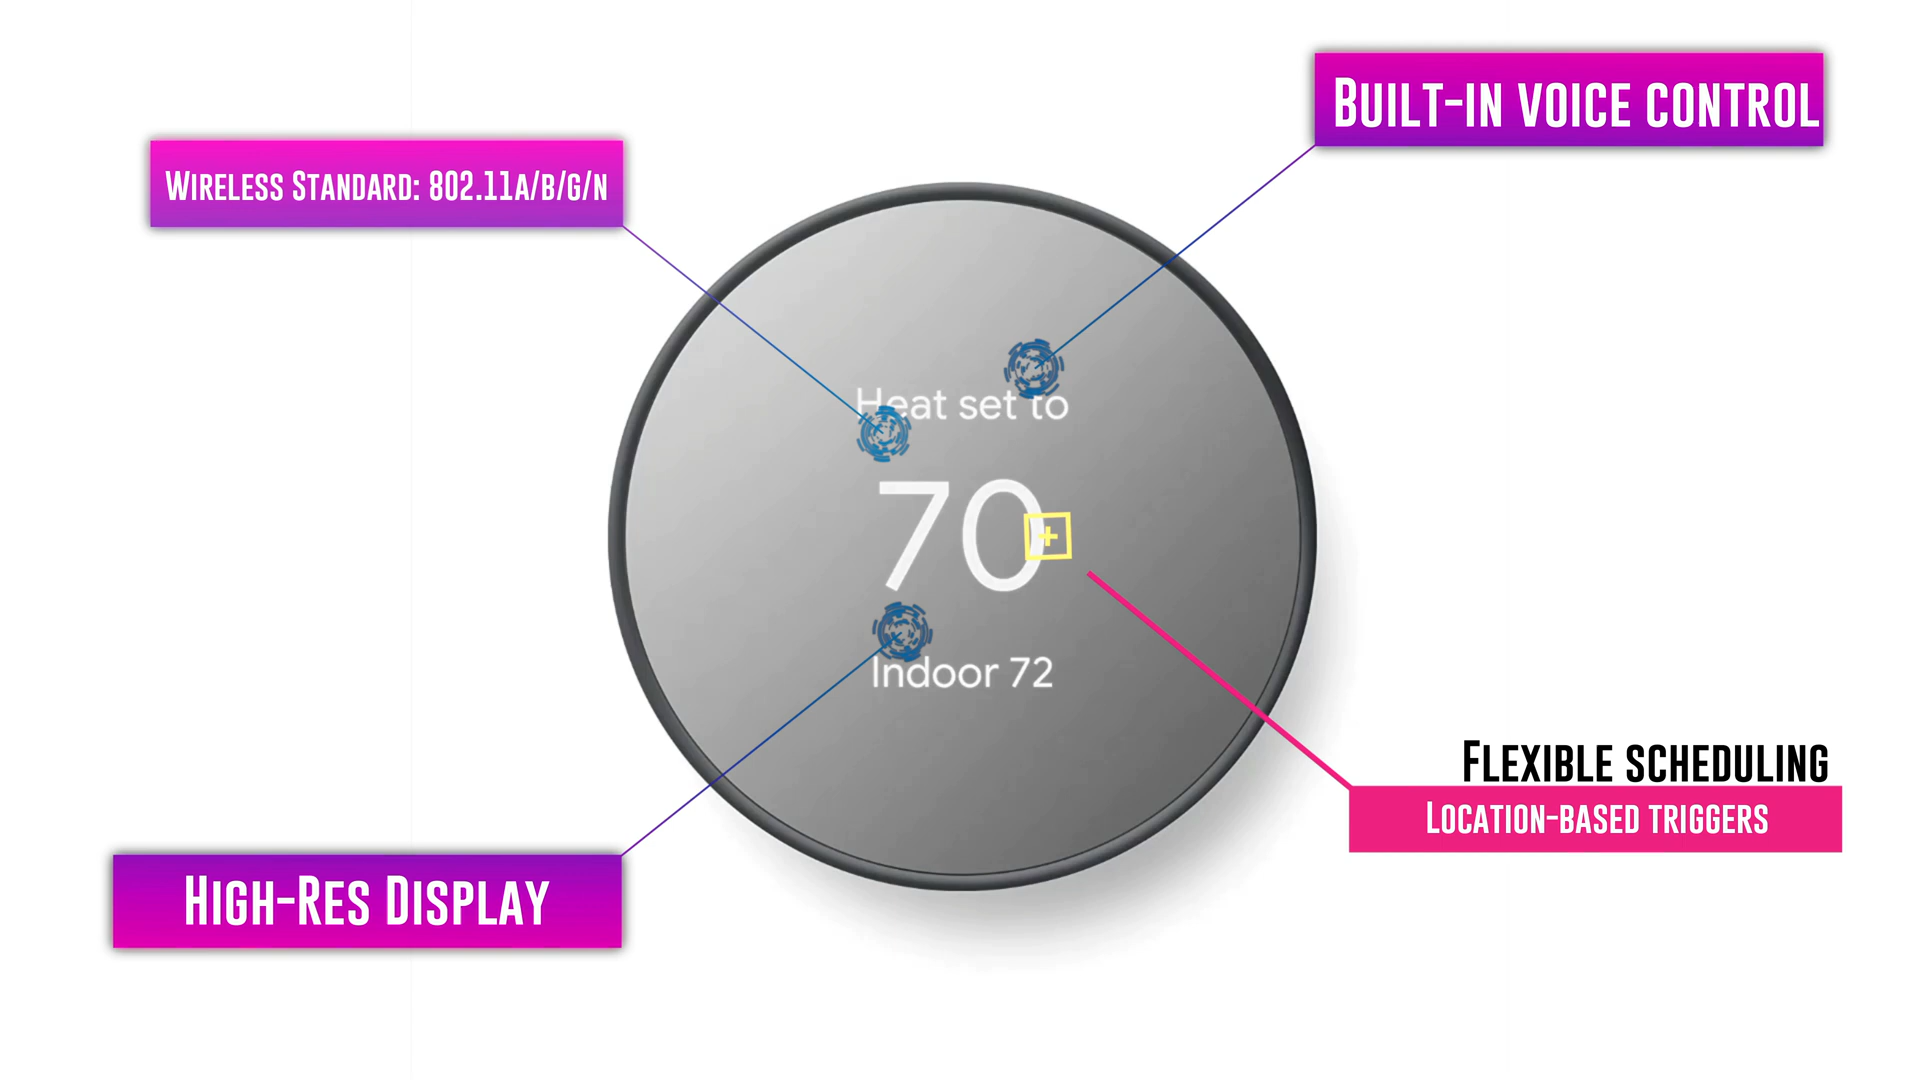 Built-in voice control
Wireless Standard: 802.11a/b/g/n
Heat set to
70
+
Indoor 72
Flexible scheduling
Location-based triggers
High-Res Display